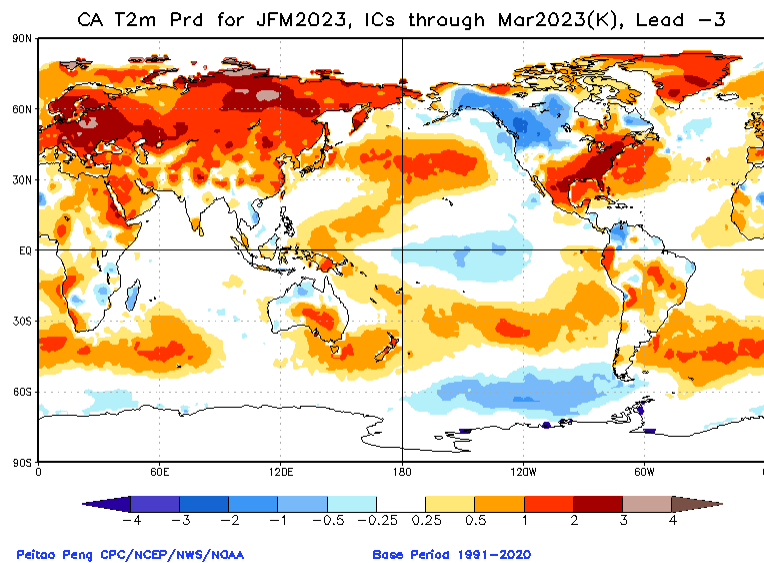 CA T2m Prd for JFM2023, ICs through Mar2023(K), Lead -3
90N
60N
30N
EQ
30S
60S
90S
0 60E 120E 180 120W 60W 0
-4 -3 -2 -1 -0.5 -0.25 0.25 0.5 1 2 3 4
Peitao Peng CPC/NCEP/NWS/NOAA Base Period 1991-2020